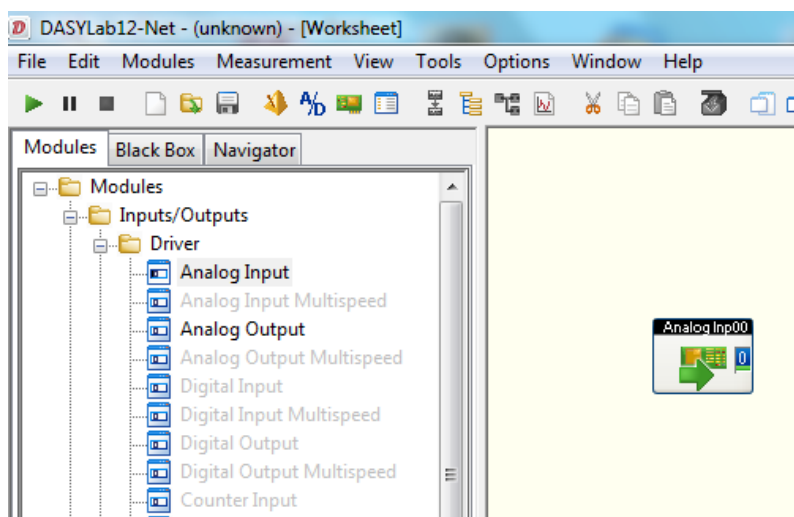 DASYLab12-Net - (unknown) - [Worksheet]
File Edit Modules Measurement View Tools Options Window Help
Modules Black Box Navigator
Modules
Inputs/Outputs
Driver
Analog Input
Analog Input Multispeed
Analog Output
Analog Output Multispeed
Digital Input
Digital Input Multispeed
Digital Output
Digital Output Multispeed
Counter Input
Analog Inp00
0